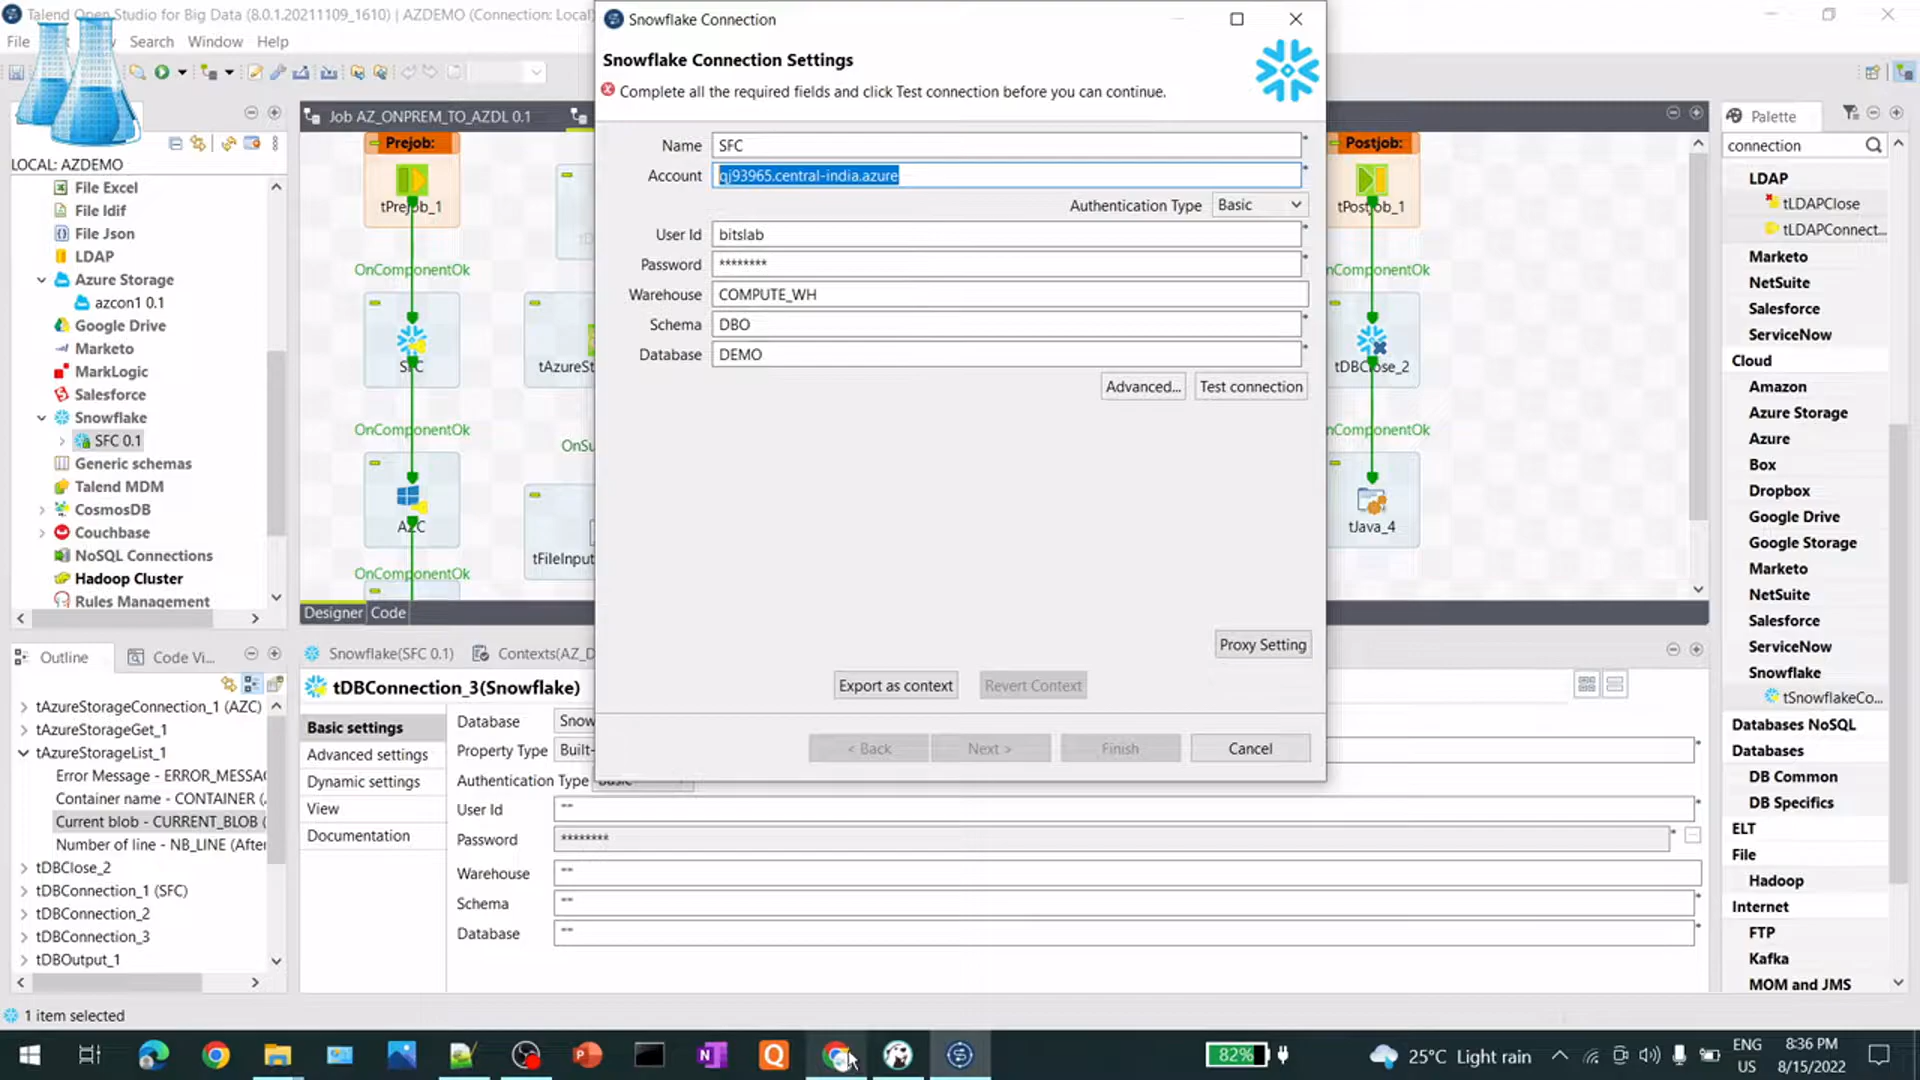 Talend Open Studio for Big Data (8.0.1.20211109_1610) | AZDEMO (Connection: Local)
File
Search
Window
Help
LOCAL: AZDEMO
File Excel
File ldif
File Json
LDAP
Azure Storage
azcon1 0.1
Google Drive
Marketo
MarkLogic
Salesforce
Snowflake
SFC 0.1
Generic schemas
Talend MDM
CosmosDB
Couchbase
NoSQL Connections
Hadoop Cluster
Rules Management
Job AZ_ONPREM_TO_AZDL 0.1
Prejob:
tPrejob_1
OnComponentOk
SFC
OnComponentOk
AZC
OnComponentOk
tAzureSt
OnSu
tFileInput
Designer
Code
Snowflake Connection
Snowflake Connection Settings
Complete all the required fields and click Test connection before you can continue.
Name
SFC
*
Account
qj93965.central-india.azure
*
Authentication Type
Basic
User Id
bitslab
*
Password
********
*
Warehouse
COMPUTE_WH
Schema
DBO
*
Database
DEMO
*
Advanced...
Test connection
Proxy Setting
Export as context
Revert Context
< Back
Next >
Finish
Cancel
Postjob:
tPostjob_1
nComponentOk
tDBClose_2
nComponentOk
tJava_4
Palette
connection
LDAP
tLDAPClose
tLDAPConnect...
Marketo
NetSuite
Salesforce
ServiceNow
Cloud
Amazon
Azure Storage
Azure
Box
Dropbox
Google Drive
Google Storage
Marketo
NetSuite
Salesforce
ServiceNow
Snowflake
tSnowflakeCo...
Databases NoSQL
Databases
DB Common
DB Specifics
ELT
File
Hadoop
Internet
FTP
Kafka
MOM and JMS
Outline
Code Vi...
tAzureStorageConnection_1 (AZC)
tAzureStorageGet_1
tAzureStorageList_1
Error Message - ERROR_MESSA
Container name - CONTAINER (
Current blob - CURRENT_BLOB (
Number of line - NB_LINE (After
tDBClose_2
tDBConnection_1 (SFC)
tDBConnection_2
tDBConnection_3
tDBOutput_1
Snowflake(SFC 0.1)
Contexts(AZ_D
tDBConnection_3(Snowflake)
Basic settings
Advanced settings
Dynamic settings
View
Documentation
Database
Snow
Property Type
Built-
*
Authentication Type
User Id
""
*
Password
********
*
Warehouse
""
Schema
""
*
Database
""
*
1 item selected
82%
25°C Light rain
ENG
US
8:36 PM
8/15/2022